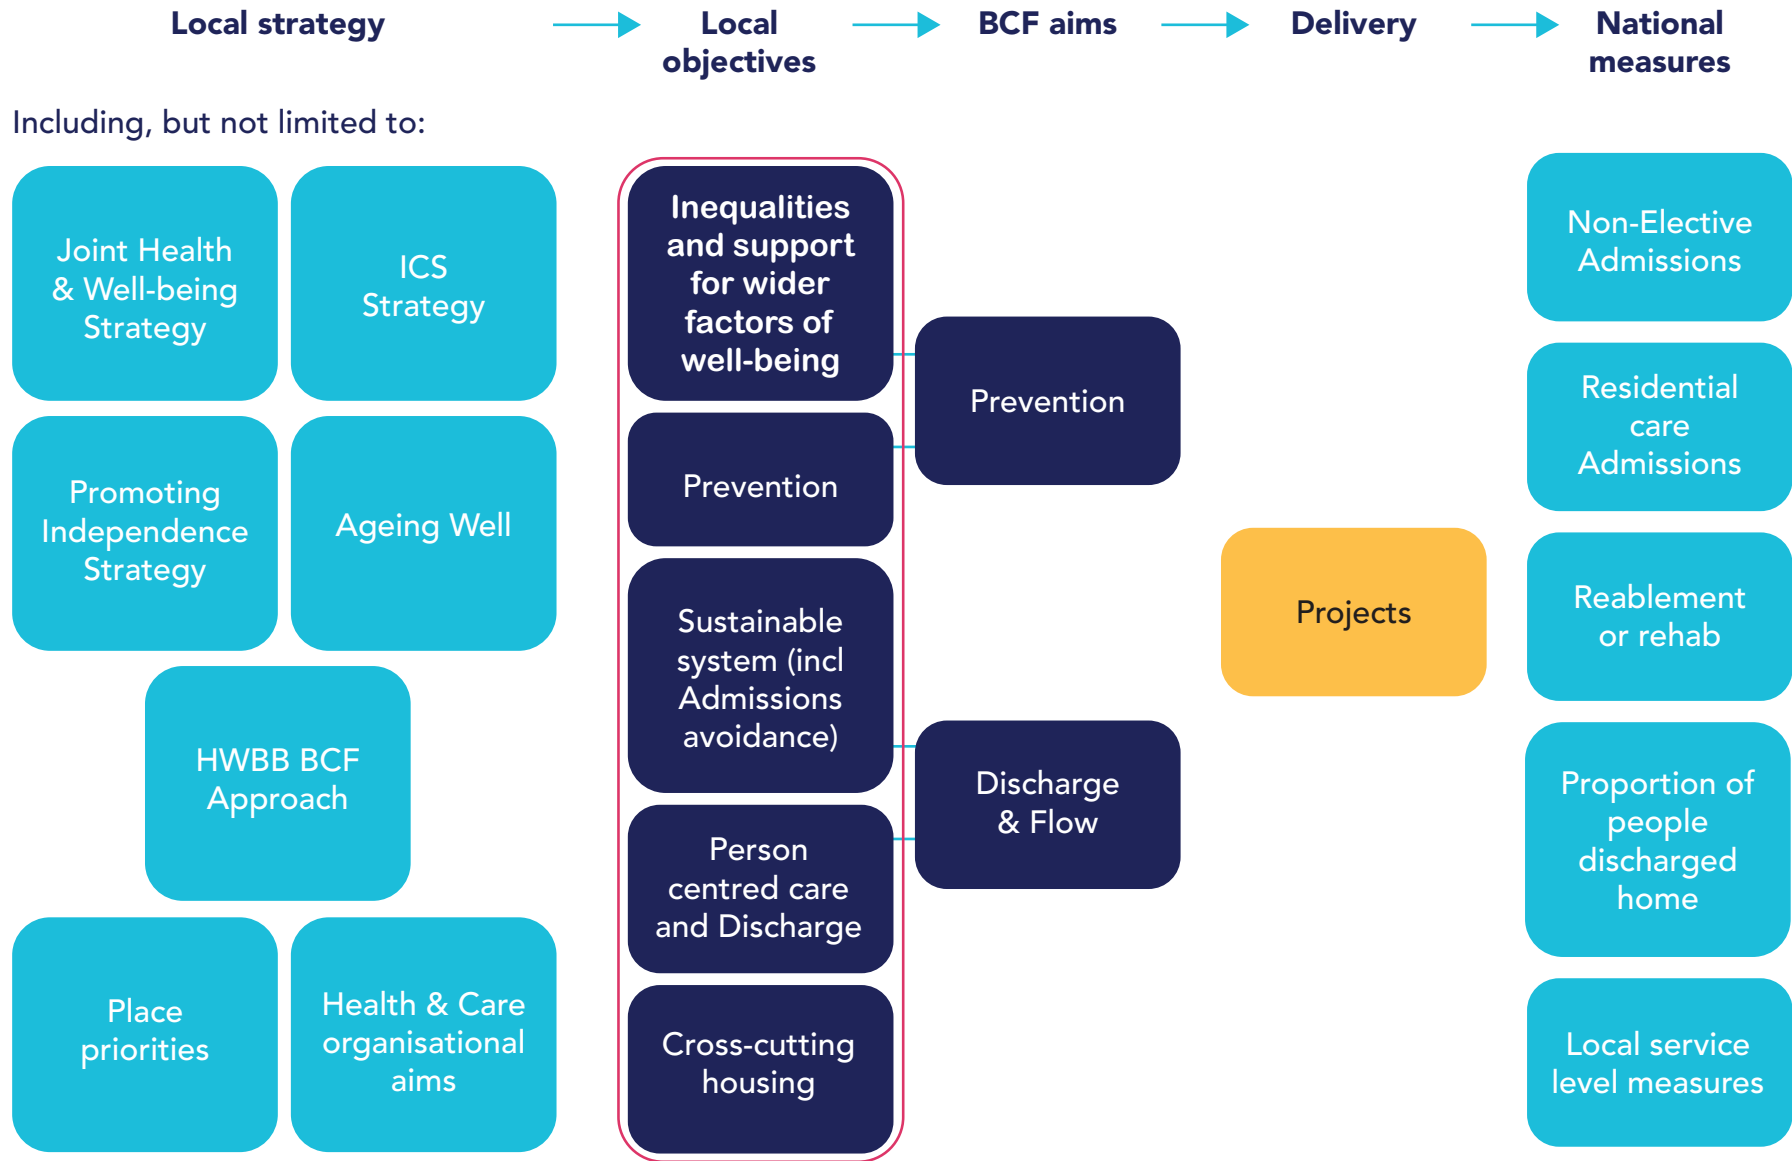 Local strategy
Local
objectives
BCF aims
Delivery
National
measures
Including, but not limited to:
Joint Health
& Well-being
Strategy
ICS
Strategy
Promoting
Independence
Strategy
Ageing Well
HWBB BCF
Approach
Place
priorities
Health & Care
organisational
aims
Inequalities
and support
for wider
factors of
well-being
Prevention
Sustainable
system (incl
Admissions
avoidance)
Person
centred care
and Discharge
Cross-cutting
housing
Prevention
Discharge
& Flow
Projects
Non-Elective
Admissions
Residential
care
Admissions
Reablement
or rehab
Proportion of
people
discharged
home
Local service
level measures